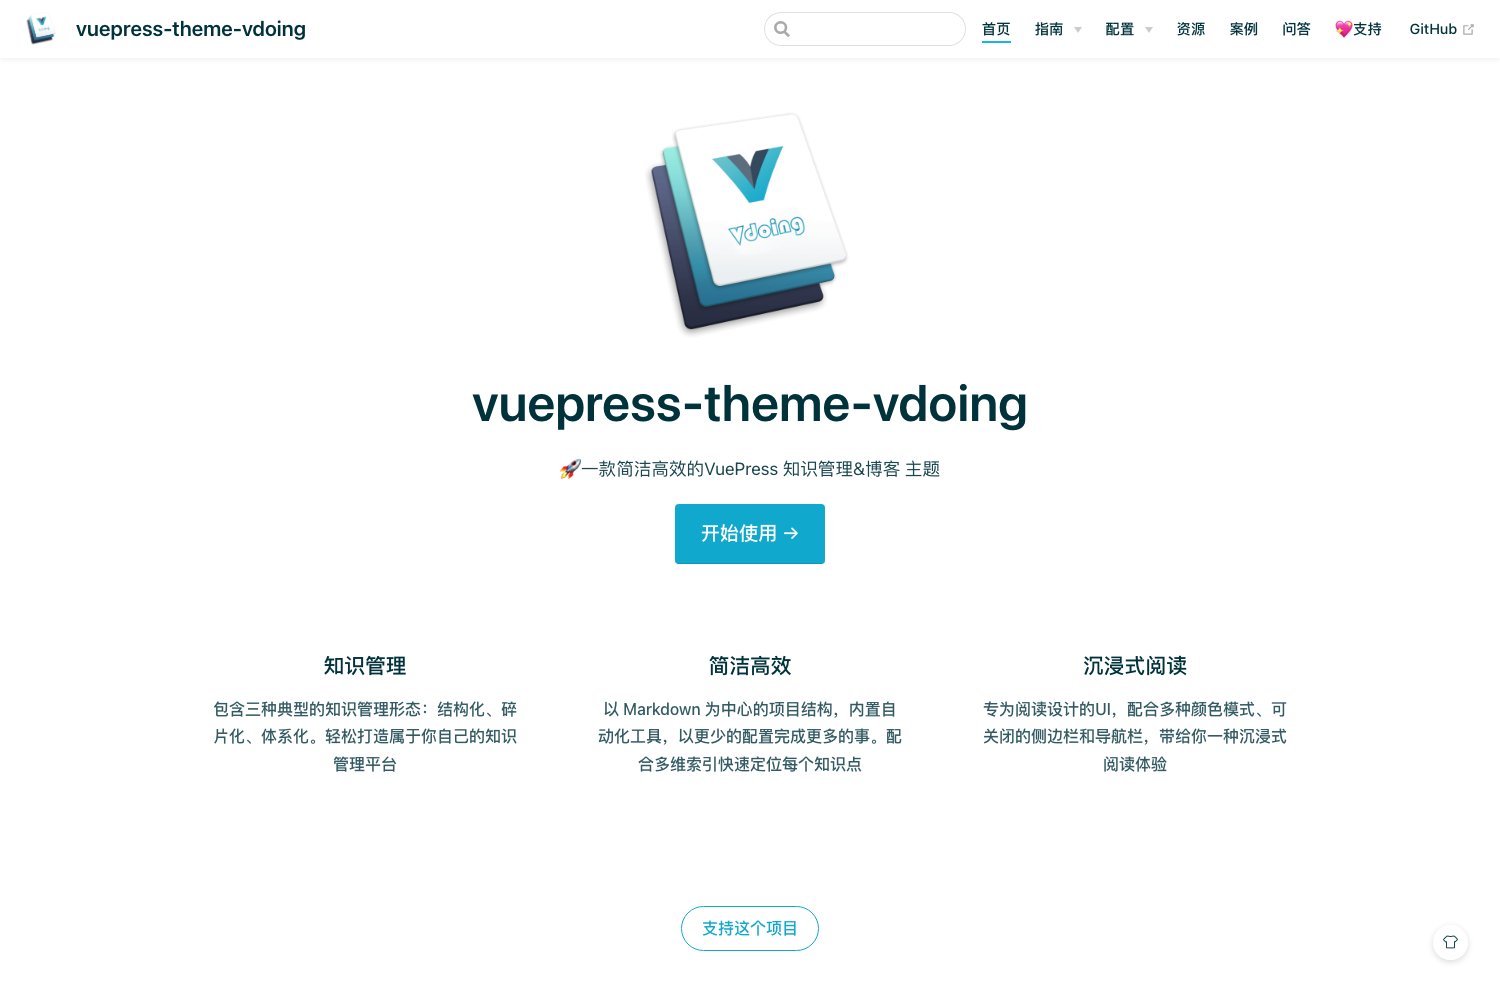 vuepress-theme-vdoing
首页 指南 配置 资源 案例 问答 💖支持 GitHub
Vdoing
vuepress-theme-vdoing
🚀一款简洁高效的VuePress 知识管理&博客 主题
开始使用 →
知识管理
包含三种典型的知识管理形态：结构化、碎
片化、体系化。轻松打造属于你自己的知识
管理平台
简洁高效
以 Markdown 为中心的项目结构，内置自
动化工具，以更少的配置完成更多的事。配
合多维索引快速定位每个知识点
沉浸式阅读
专为阅读设计的UI，配合多种颜色模式、可
关闭的侧边栏和导航栏，带给你一种沉浸式
阅读体验
支持这个项目